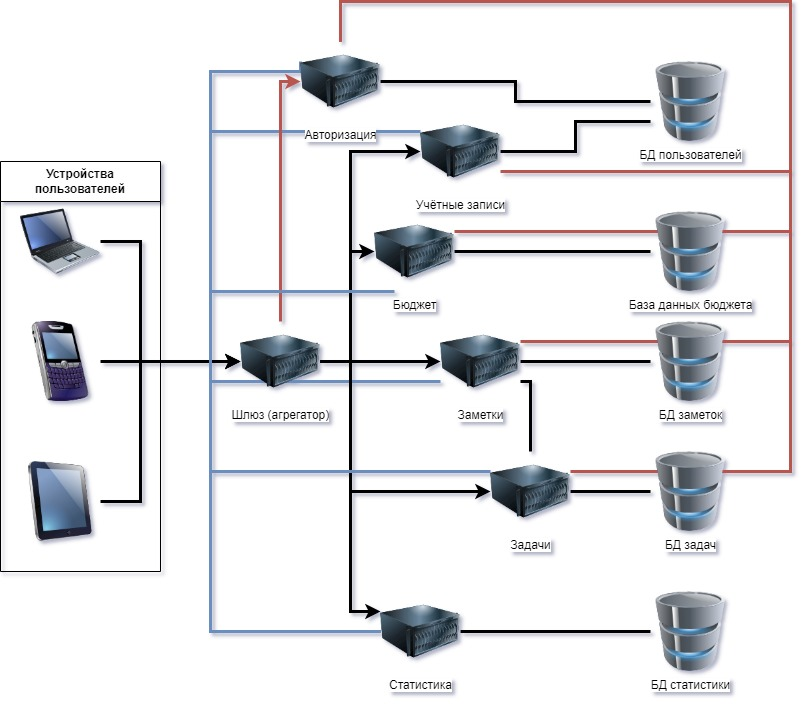 Устройства
пользователей
Авторизация
БД пользователей
Учётные записи
Бюджет
База данных бюджета
Шлюз (агрегатор)
Заметки
БД заметок
Задачи
БД задач
Статистика
БД статистики